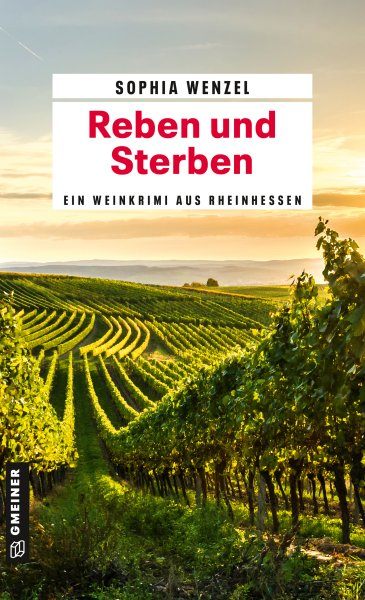 SOPHIA WENZEL
Reben und
Sterben
EIN WEINKRIMI AUS RHEINHESSEN
GMEINER